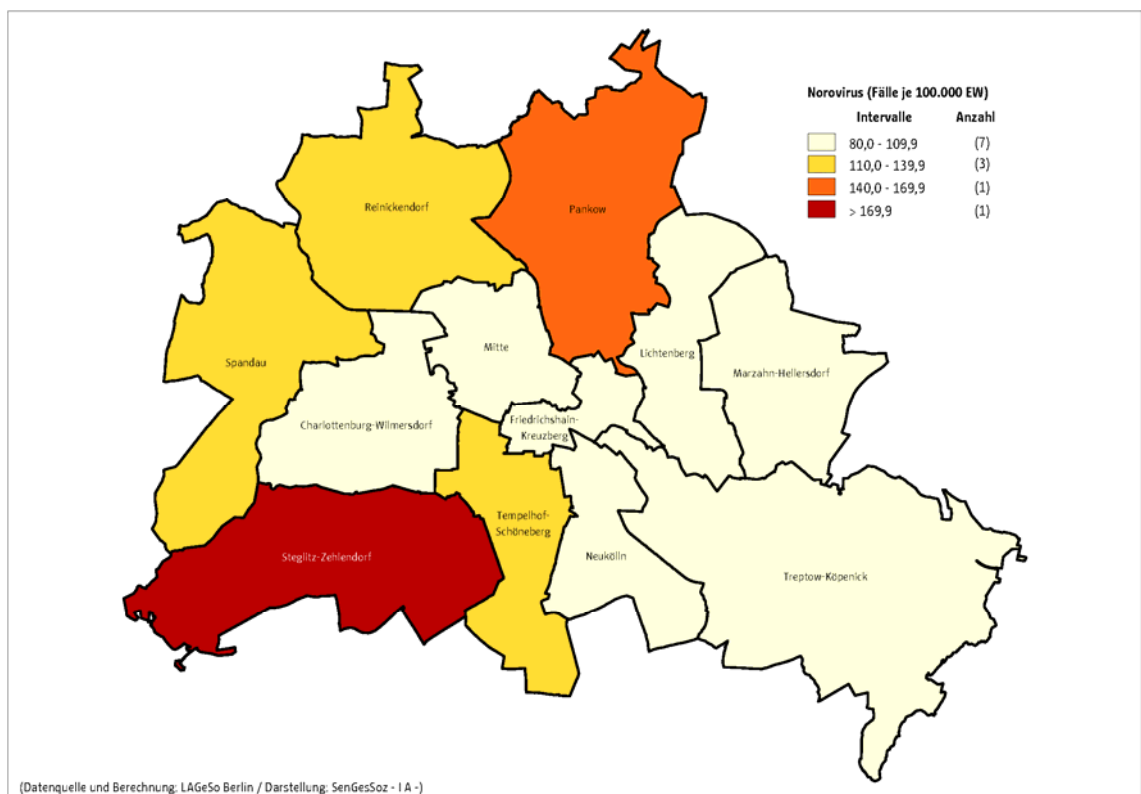 Norovirus (Fälle je 100.000 EW)
Intervalle Anzahl
80,0 - 109,9 (7)
110,0 - 139,9 (3)
140,0 - 169,9 (1)
> 169,9 (1)
Reinickendorf
Pankow
Spandau
Mitte
Lichtenberg
Marzahn-Hellersdorf
Charlottenburg-Wilmersdorf
Friedrichshain-
Kreuzberg
Tempelhof-
Schöneberg
Steglitz-Zehlendorf
Neukölln
Treptow-Köpenick
(Datenquelle und Berechnung: LAGeSo Berlin / Darstellung: SenGesSoz - I A -)